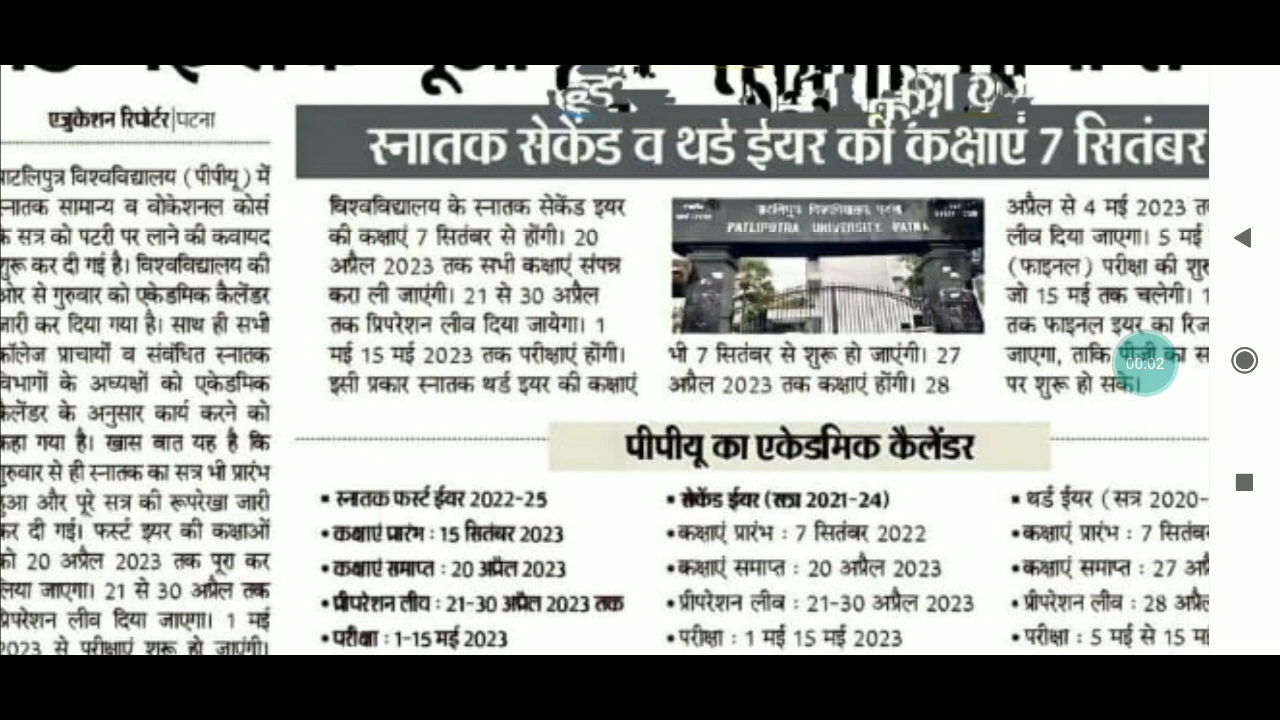 एजुकेशन रिपोर्टर|पटना
स्नातक सेकेंड व थर्ड ईयर की कक्षाएं 7 सितंबर
पाटलिपुत्र विश्वविद्यालय (पीपीयू) में
स्नातक सामान्य व वोकेशनल कोर्स
के सत्र को पटरी पर लाने की कवायद
शुरू कर दी गई है। विश्वविद्यालय की
ओर से गुरुवार को एकेडमिक कैलेंडर
जारी कर दिया गया है। साथ ही सभी
कॉलेज प्राचार्यों व संबंधित स्नातक
विभागों के अध्यक्षों को एकेडमिक
कैलेंडर के अनुसार कार्य करने को
कहा गया है। खास बात यह है कि
गुरुवार से ही स्नातक का सत्र भी प्रारंभ
हुआ और पूरे सत्र की रूपरेखा जारी
कर दी गई। फर्स्ट इयर की कक्षाओं
को 20 अप्रैल 2023 तक पूरा कर
लिया जाएगा। 21 से 30 अप्रैल तक
प्रिपरेशन लीव दिया जाएगा। 1 मई
2023 से परीक्षाएं शुरू हो जाएंगी।
विश्वविद्यालय के स्नातक सेकेंड इयर
की कक्षाएं 7 सितंबर से होंगी। 20
अप्रैल 2023 तक सभी कक्षाएं संपन्न
करा ली जाएंगी। 21 से 30 अप्रैल
तक प्रिपरेशन लीव दिया जायेगा। 1
मई 15 मई 2023 तक परीक्षाएं होंगी।
इसी प्रकार स्नातक थर्ड इयर की कक्षाएं
पाटलिपुत्र विश्वविद्यालय, पटना
PATLIPUTRA UNIVERSITY, PATNA
भी 7 सितंबर से शुरू हो जाएंगी। 27
अप्रैल 2023 तक कक्षाएं होंगी। 28
अप्रैल से 4 मई 2023 त
लीव दिया जाएगा। 5 मई
(फाइनल) परीक्षा की शुरु
जो 15 मई तक चलेगी। 1
तक फाइनल इयर का रिज
जाएगा, ताकि पीजी का स
पर शुरू हो सके।
00:02
पीपीयू का एकेडमिक कैलेंडर
• स्नातक फर्स्ट ईयर 2022-25
• कक्षाएं प्रारंभ : 15 सितंबर 2023
• कक्षाएं समाप्त : 20 अप्रैल 2023
• प्रीपरेशन लीव : 21-30 अप्रैल 2023 तक
• परीक्षा : 1-15 मई 2023
• सेकेंड ईयर (सत्र 2021-24)
• कक्षाएं प्रारंभ : 7 सितंबर 2022
• कक्षाएं समाप्त : 20 अप्रैल 2023
• प्रीपरेशन लीव : 21-30 अप्रैल 2023
• परीक्षा : 1 मई 15 मई 2023
• थर्ड ईयर (सत्र 2020-
• कक्षाएं प्रारंभ : 7 सितंब
• कक्षाएं समाप्त : 27 अप्रै
• प्रीपरेशन लीव : 28 अप्रैल
• परीक्षा : 5 मई से 15 म